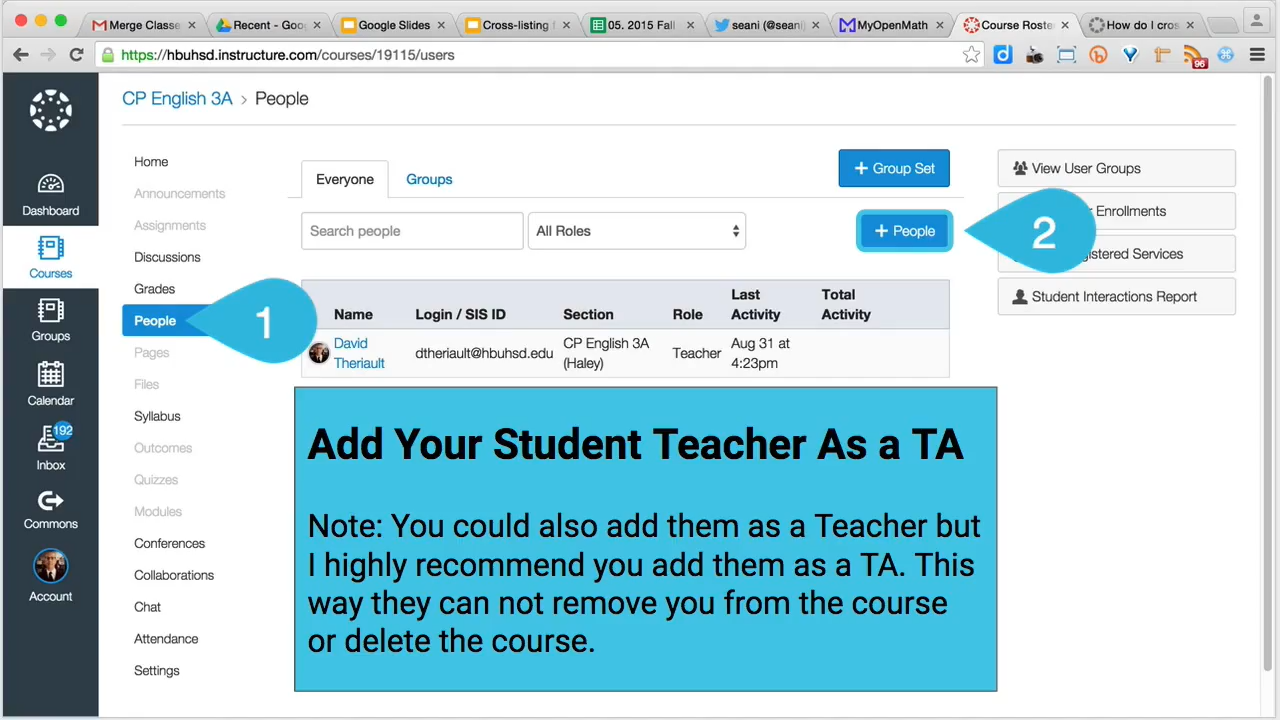 Merge Classe
Recent - Goo
Google Slides
Cross-listing
05. 2015 Fall
seani (@sean
MyOpenMath
Course Roste
How do I cros
https://hbuhsd.instructure.com/courses/19115/users
96
CP English 3A > People
Dashboard
Courses
Groups
Calendar
192
Inbox
Commons
Account
Home
Announcements
Assignments
Discussions
Grades
People
Pages
Files
Syllabus
Outcomes
Quizzes
Modules
Conferences
Collaborations
Chat
Attendance
Settings
1
Everyone
Groups
+ Group Set
Search people
All Roles
+ People
2
View User Groups
Enrollments
istered Services
Student Interactions Report
Name Login / SIS ID Section Role Last Activity Total Activity
David Theriault dtheriault@hbuhsd.edu CP English 3A (Haley) Teacher Aug 31 at 4:23pm
Add Your Student Teacher As a TA
Note: You could also add them as a Teacher but
I highly recommend you add them as a TA. This
way they can not remove you from the course
or delete the course.